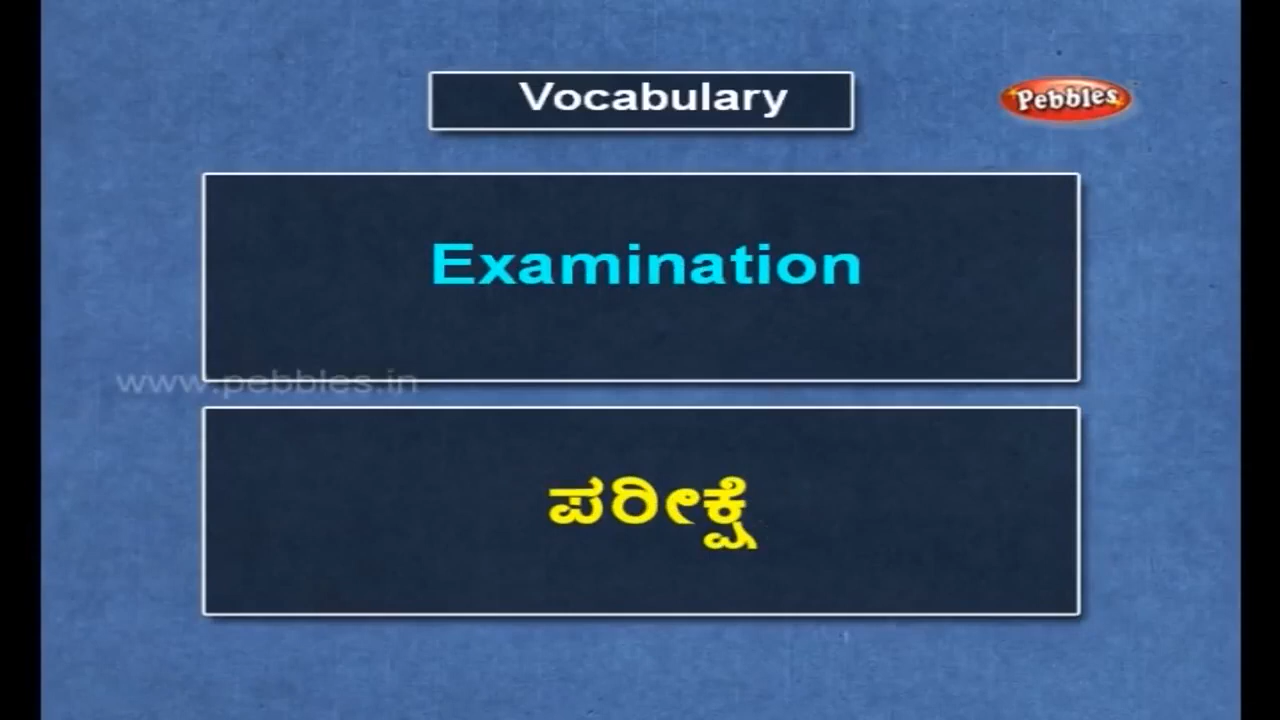 Vocabulary
Pebbles
Examination
www.pebbles.in
ಪರೀಕ್ಷೆ